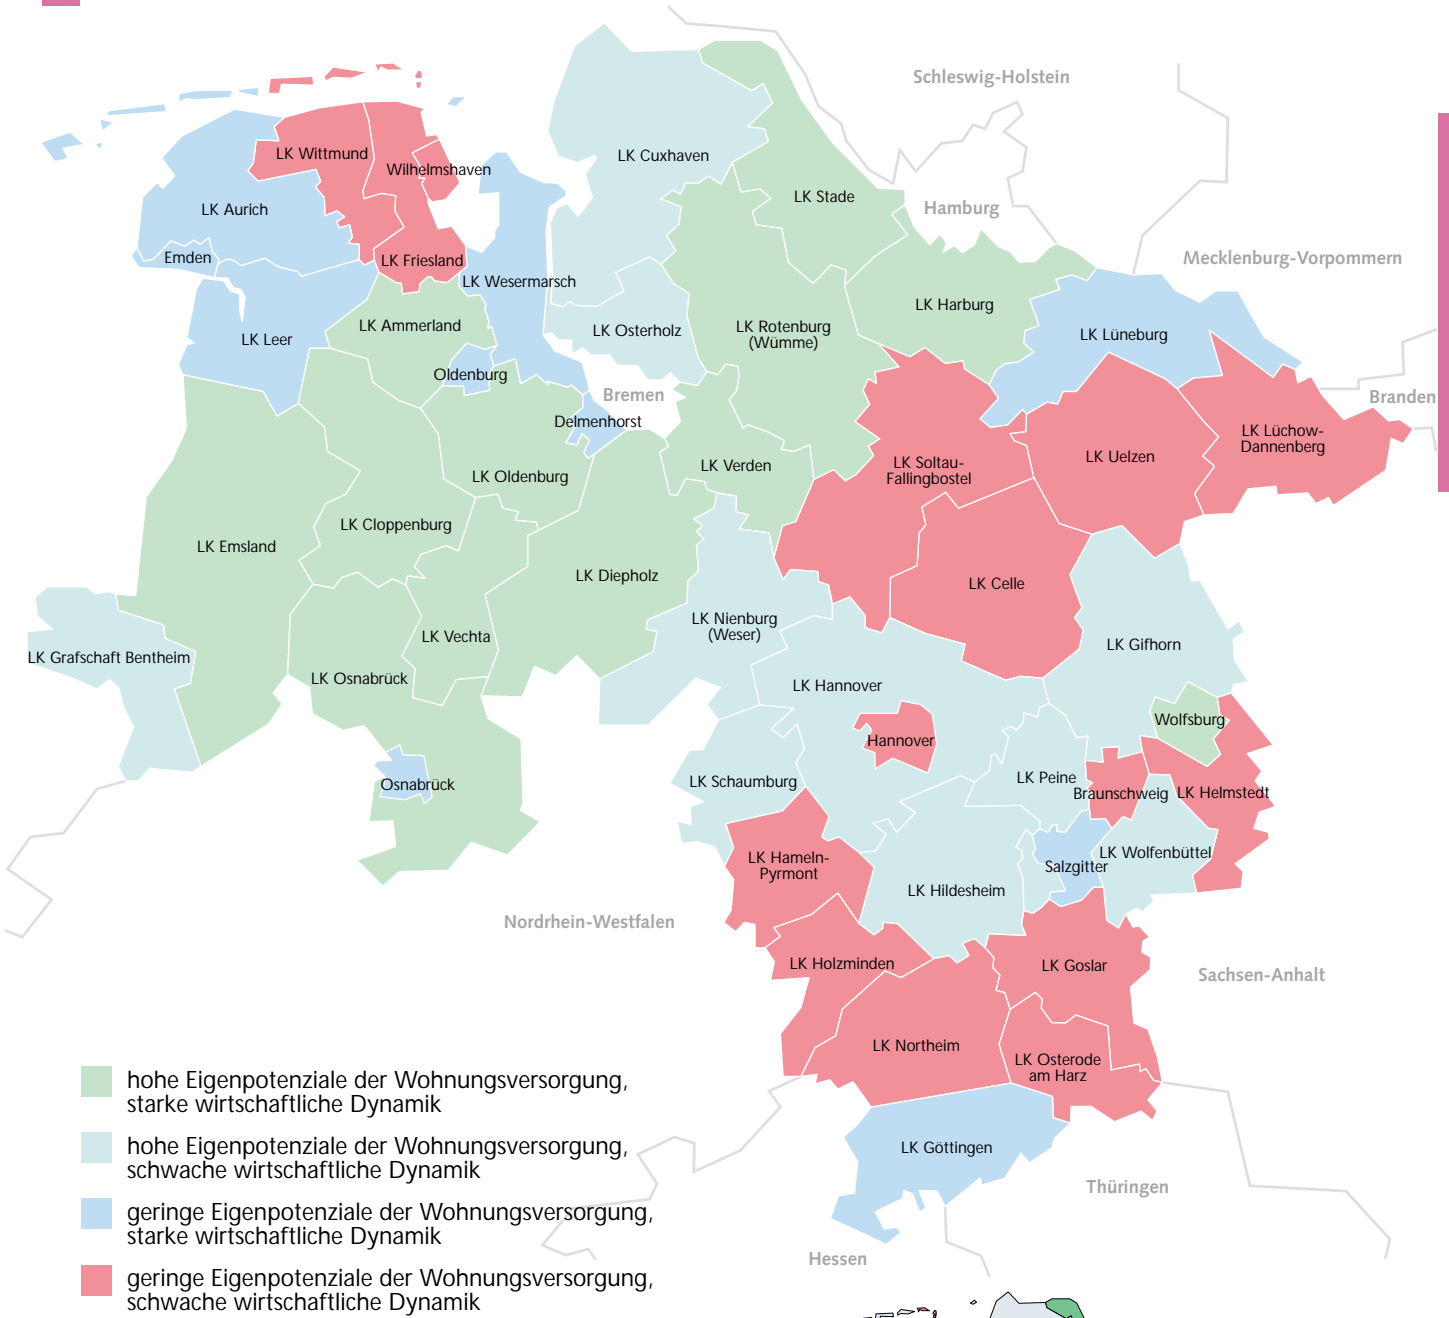 Schleswig-Holstein
LK Cuxhaven
LK Wittmund
Wilhelmshaven
LK Stade
LK Aurich
Hamburg
Emden
LK Friesland
Mecklenburg-Vorpommern
LK Wesermarsch
LK Harburg
LK Ammerland
LK Osterholz
LK Rotenburg
(Wümme)
LK Lüneburg
LK Leer
Oldenburg
Bremen
Branden
Delmenhorst
LK Lüchow-
Dannenberg
LK Uelzen
LK Soltau-
Fallingbostel
LK Verden
LK Oldenburg
LK Cloppenburg
LK Emsland
LK Diepholz
LK Celle
LK Nienburg
(Weser)
LK Vechta
LK Gifhorn
LK Grafschaft Bentheim
LK Osnabrück
LK Hannover
Wolfsburg
Hannover
LK Schaumburg
LK Peine
Osnabrück
Braunschweig
LK Helmstedt
LK Wolfenbüttel
LK Hameln-
Pyrmont
Salzgitter
LK Hildesheim
Nordrhein-Westfalen
LK Holzminden
LK Goslar
Sachsen-Anhalt
LK Northeim
LK Osterode
am Harz
LK Göttingen
Thüringen
Hessen
hohe Eigenpotenziale der Wohnungsversorgung,
starke wirtschaftliche Dynamik
hohe Eigenpotenziale der Wohnungsversorgung,
schwache wirtschaftliche Dynamik
geringe Eigenpotenziale der Wohnungsversorgung,
starke wirtschaftliche Dynamik
geringe Eigenpotenziale der Wohnungsversorgung,
schwache wirtschaftliche Dynamik